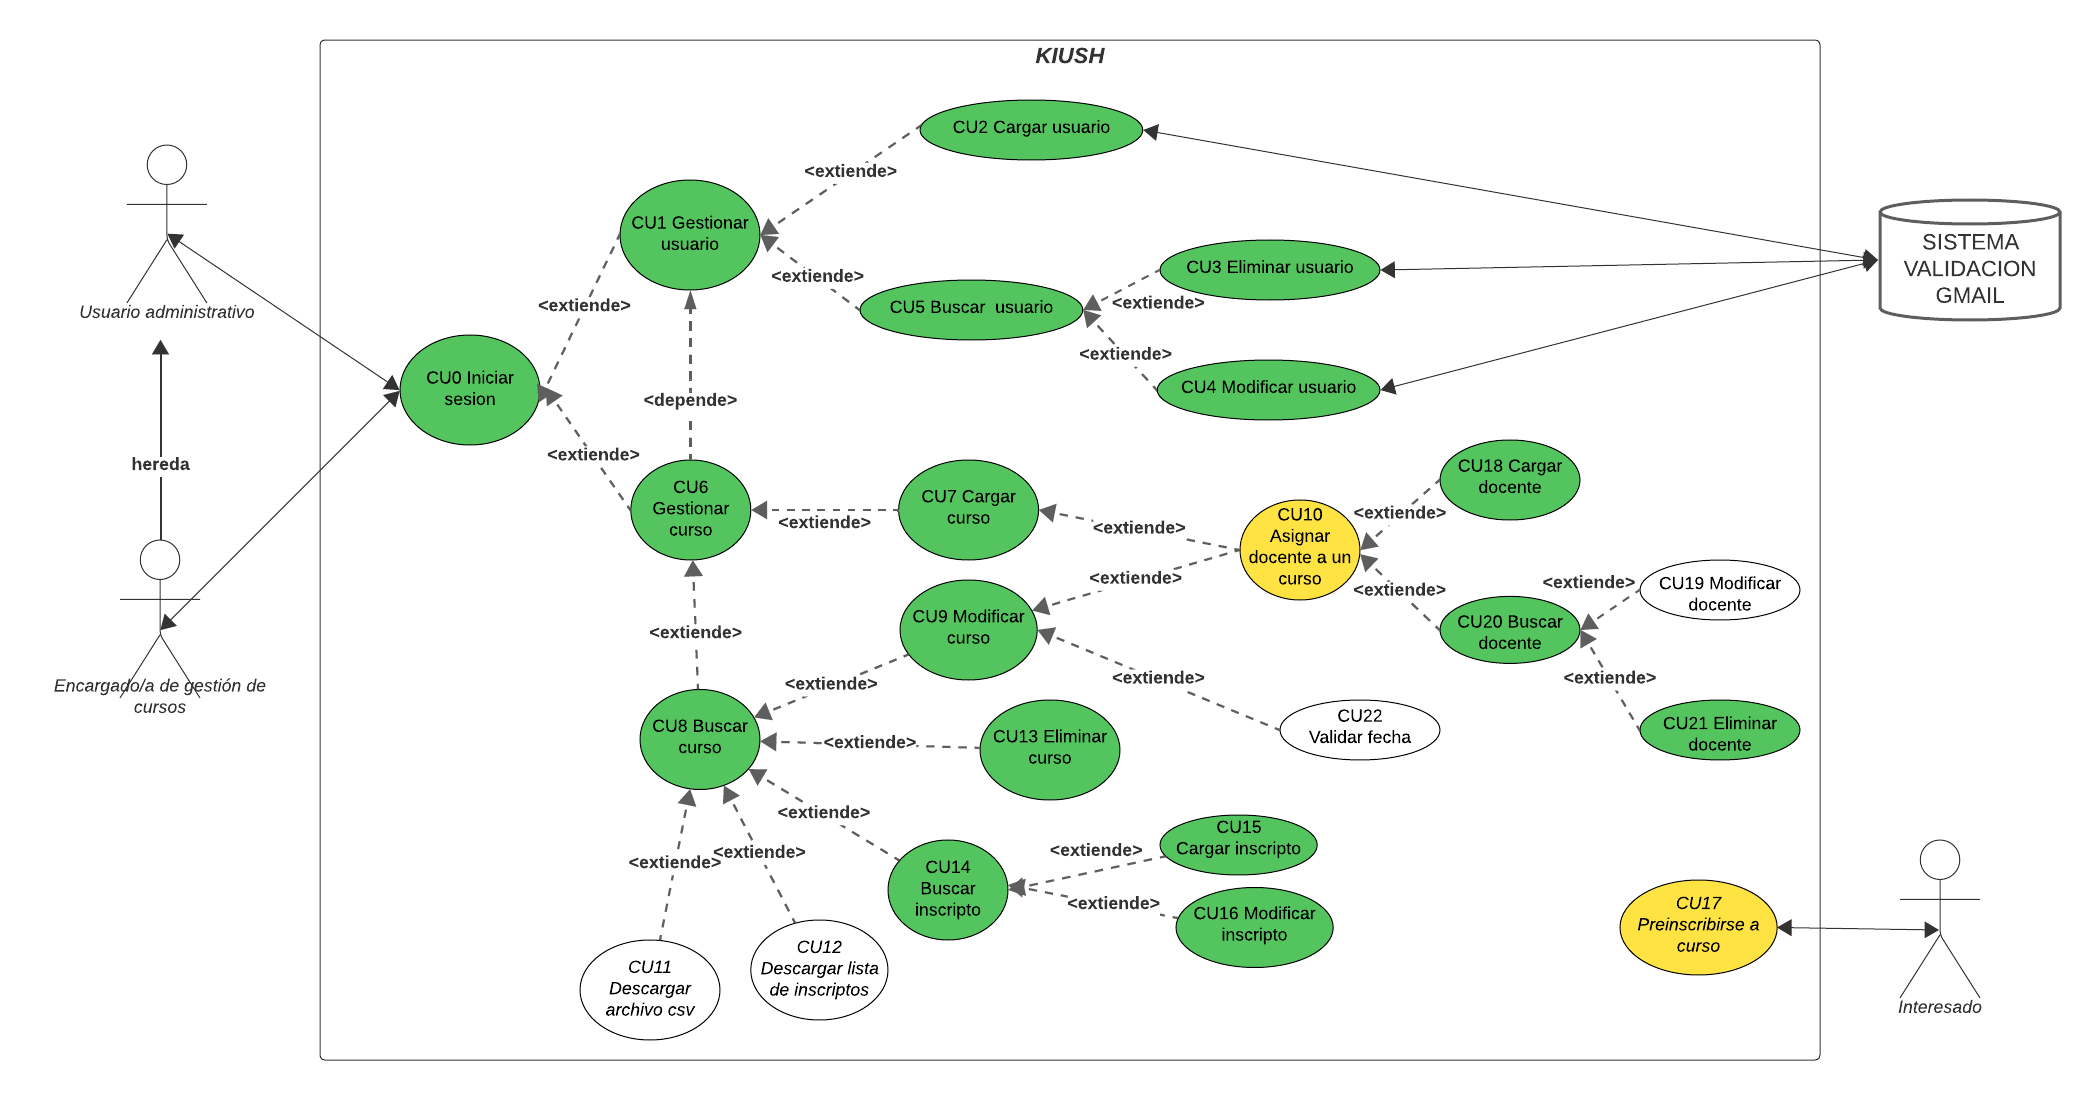 KIUSH
CU2 Cargar usuario
<extiende>
CU1 Gestionar
usuario
SISTEMA
VALIDACION
GMAIL
<extiende>
CU3 Eliminar usuario
<extiende>
CU5 Buscar  usuario
<extiende>
Usuario administrativo
<extiende>
CU4 Modificar usuario
CU0 Iniciar
sesion
<depende>
hereda
<extiende>
CU6
Gestionar
curso
CU7 Cargar
curso
<extiende>
<extiende>
CU10
Asignar
docente a un
curso
CU18 Cargar
docente
<extiende>
<extiende>
<extiende>
<extiende>
CU19 Modificar
docente
CU9 Modificar
curso
CU20 Buscar
docente
<extiende>
<extiende>
<extiende>
<extiende>
Encargado/a de gestión de
cursos
CU8 Buscar
curso
<extiende>
CU13 Eliminar
curso
CU22
Validar fecha
CU21 Eliminar
docente
<extiende>
<extiende>
<extiende>
CU14
Buscar
inscripto
<extiende>
CU15
Cargar inscripto
<extiende>
CU16 Modificar
inscripto
CU17
Preinscribirse a
curso
CU11
Descargar
archivo csv
CU12
Descargar lista
de inscriptos
Interesado